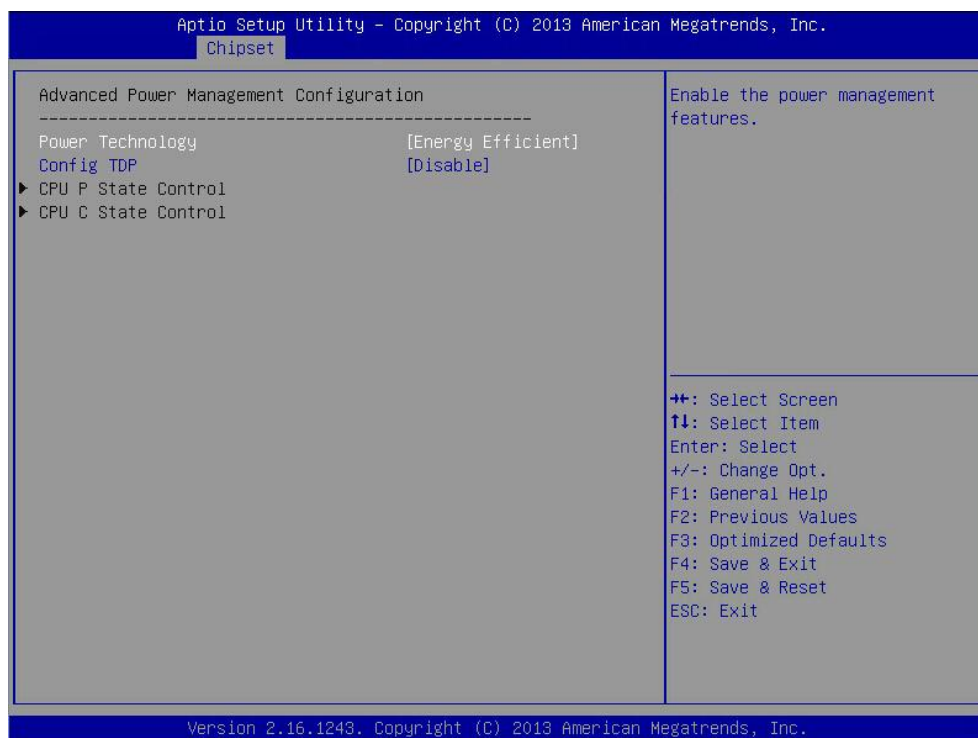 Aptio Setup Utility – Copyright (C) 2013 American Megatrends, Inc.
Chipset
Advanced Power Management Configuration
--------------------------------------------------
Power Technology [Energy Efficient]
Config TDP [Disable]
▶ CPU P State Control
▶ CPU C State Control
Enable the power management
features.
→←: Select Screen
↑↓: Select Item
Enter: Select
+/-: Change Opt.
F1: General Help
F2: Previous Values
F3: Optimized Defaults
F4: Save & Exit
F5: Save & Reset
ESC: Exit
Version 2.16.1243. Copyright (C) 2013 American Megatrends, Inc.